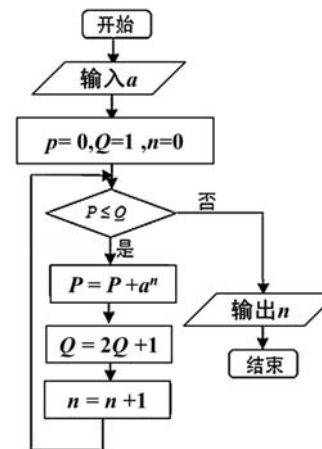 开始
输入a
p= 0,Q=1 ,n=0
P ≤ Q
否
是
P = P +aⁿ
Q = 2Q +1
输出n
n = n +1
结束